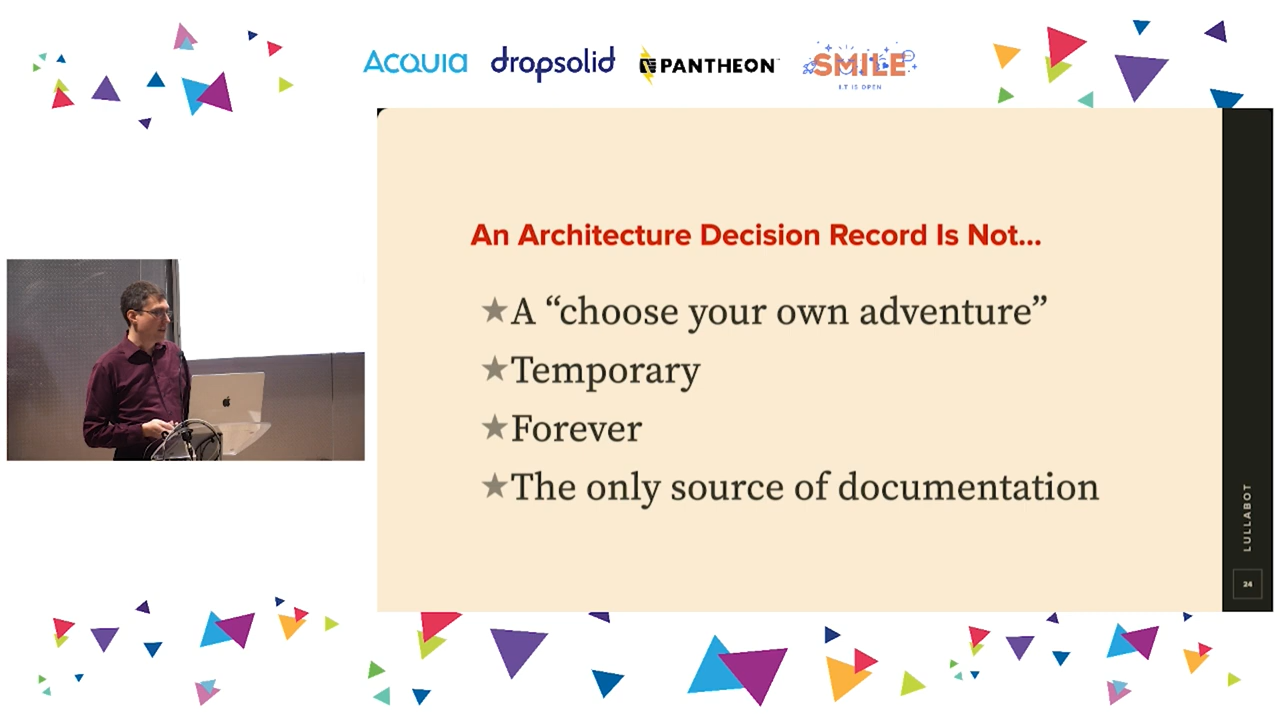 Acquia
dropsolid
PANTHEON
SMILE
I.T IS OPEN
An Architecture Decision Record Is Not...
★A “choose your own adventure”
★Temporary
★Forever
★The only source of documentation
LULLABOT
24